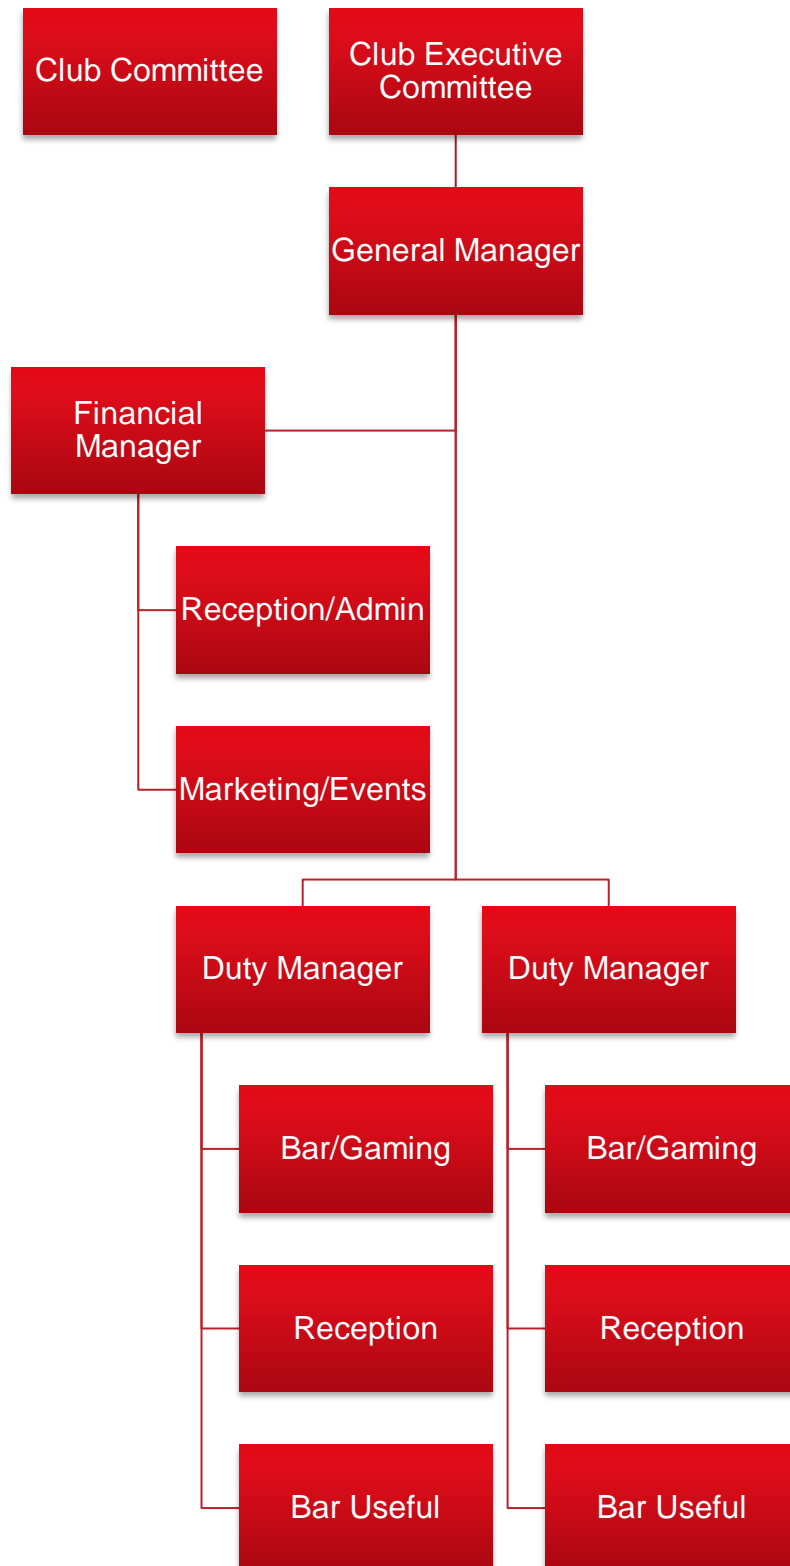 Club Committee
Club Executive
Committee
General Manager
Financial
Manager
Reception/Admin
Marketing/Events
Duty Manager
Duty Manager
Bar/Gaming
Bar/Gaming
Reception
Reception
Bar Useful
Bar Useful